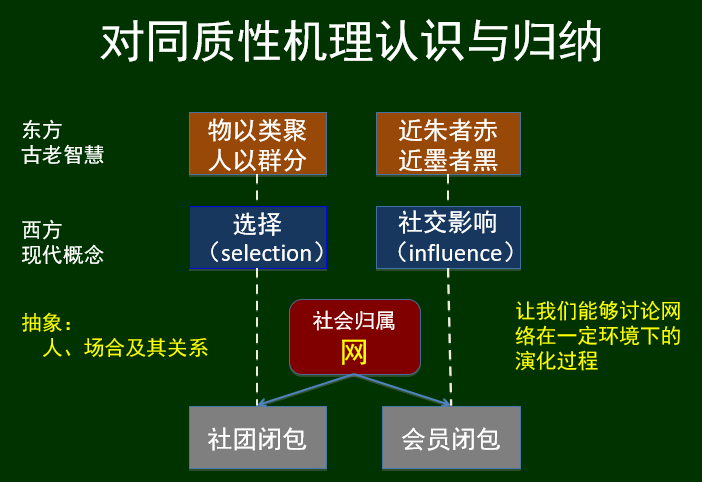 对同质性机理认识与归纳
东方
古老智慧
物以类聚
人以群分
近朱者赤
近墨者黑
西方
现代概念
选择
（selection）
社交影响
（influence）
抽象：
人、场合及其关系
社会归属
网
让我们能够讨论网
络在一定环境下的
演化过程
社团闭包
会员闭包